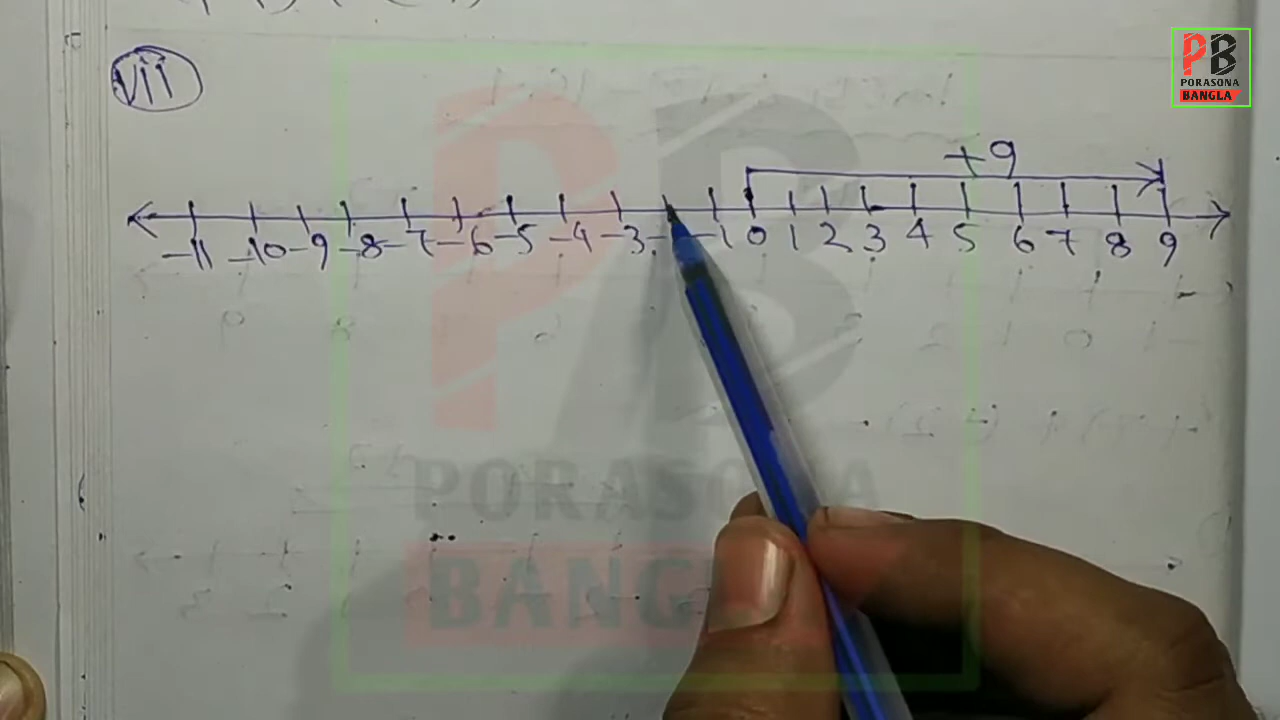 VII
PB
PORASONA
BANGLA
+9
-11 -10 -9 -8 -7 -6 -5 -4 -3 -1 0 1 2 3 4 5 6 7 8 9
PB
PORASONA
BANGLA